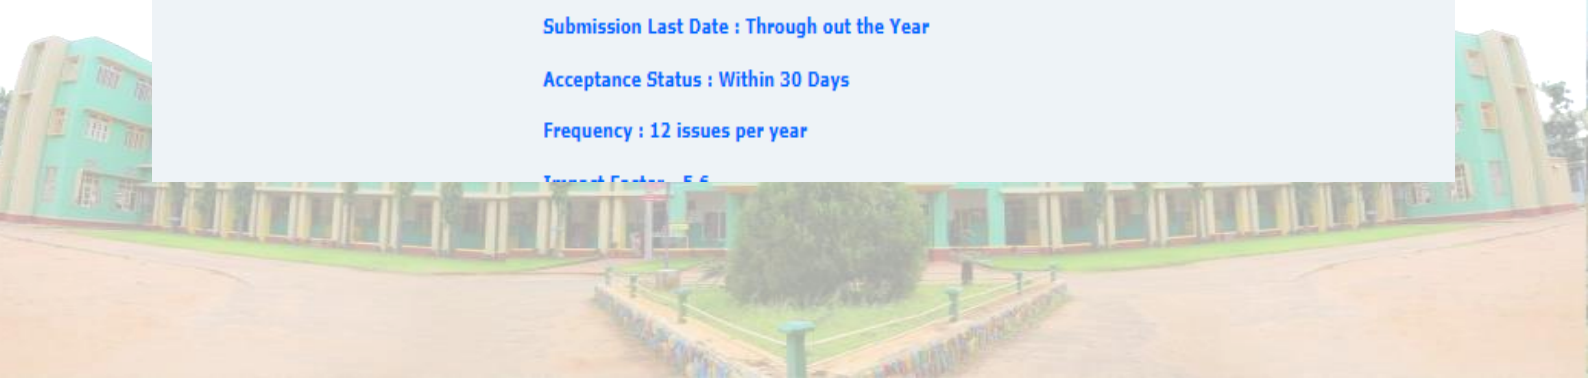 Submission Last Date : Through out the Year
Acceptance Status : Within 30 Days
Frequency : 12 issues per year